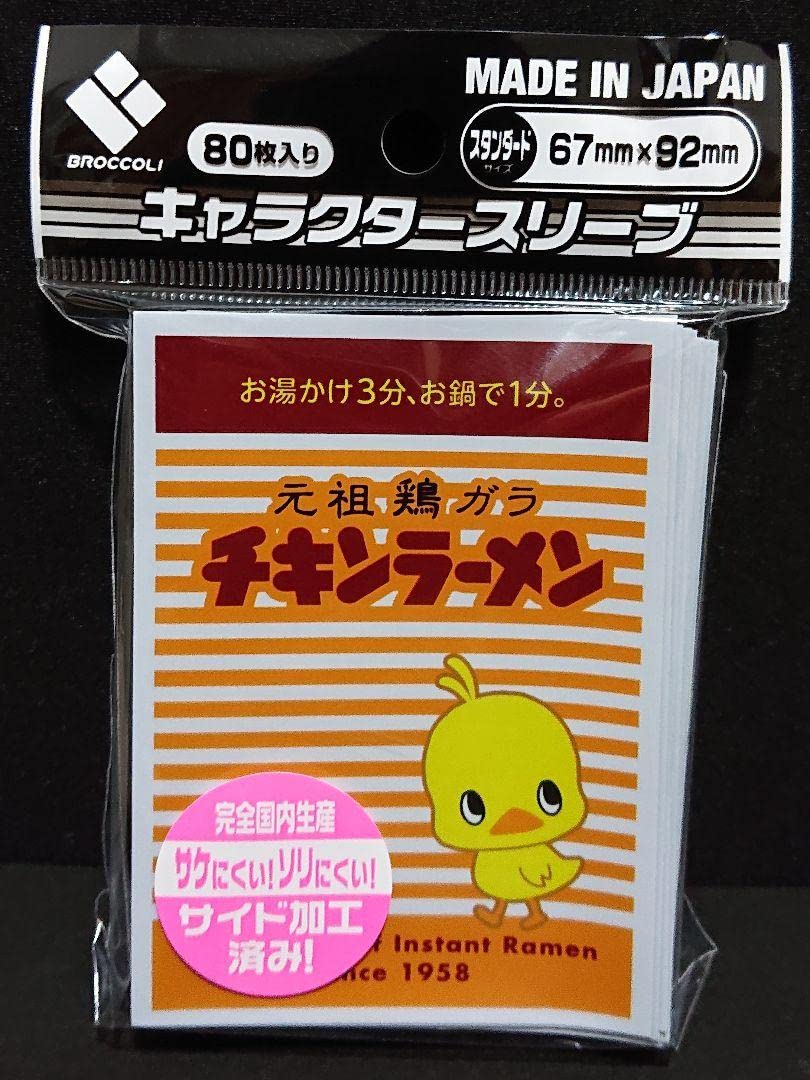 MADE IN JAPAN
BROCCOLI
80枚入り
スタンダード
サイズ
67mm×92mm
キャラクタースリーブ
お湯かけ3分、お鍋で1分。
元祖鶏ガラ
チキンラーメン
完全国内生産
サケにくい!ソリにくい!
サイド加工
済み!
f Instant Ramen
nce 1958